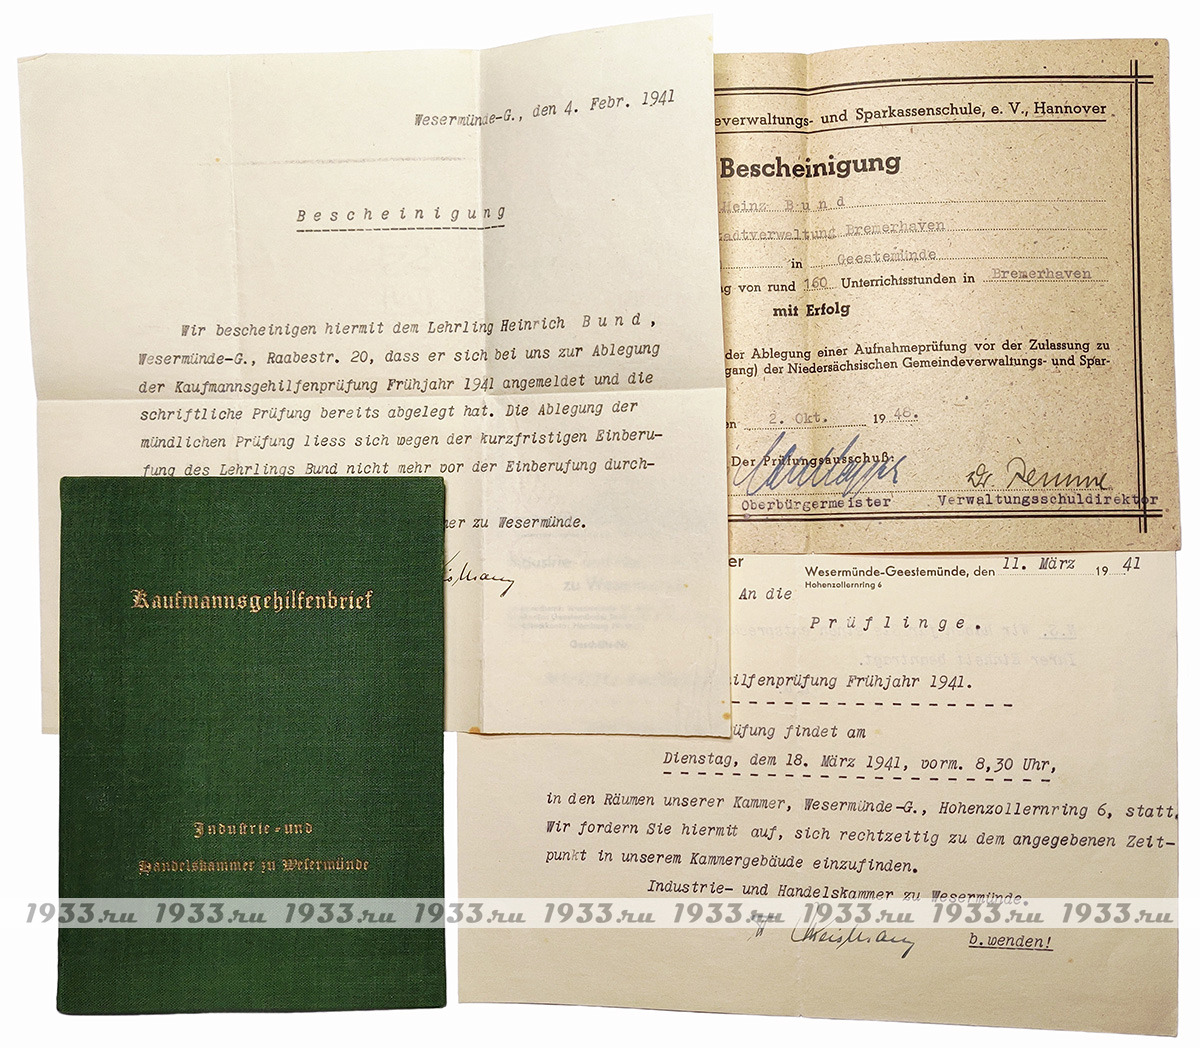 Wesermünde-G., den 4. Febr. 1941
Bescheinigung
Wir bescheinigen hiermit dem Lehrling Heinrich Bund,
Wesermünde-G., Raabestr. 20, dass er sich bei uns zur Ablegung
der Kaufmannsgehilfenprüfung Frühjahr 1941 angemeldet und die
schriftliche Prüfung bereits abgelegt hat. Die Ablegung der
mündlichen Prüfung liess sich wegen der kurzfristigen Einberu-
fung des Lehrlings Bund nicht mehr vor der Einberufung durch-
mer zu Wesermünde.
everwaltungs- und Sparkassenschule, e. V., Hannover
Bescheinigung
Heinz Bund
tadtverwaltung Bremerhaven
in Geestemünde
g von rund 160 Unterrichtsstunden in Bremerhaven
mit Erfolg
der Ablegung einer Aufnahmeprüfung vor der Zulassung zu
gang) der Niedersächsischen Gemeindeverwaltungs- und Spar-
en 2. Okt. 1946.
Der Prüfungsausschuß:
Dr Demme
Oberbürgermeister Verwaltungsschuldirektor
Kaufmannsgehilfenbrief
Industrie- und
Handelskammer zu Wesermünde
er
Wesermünde-Geestemünde, den 11. März 1941
Hohenzollernring 6
An die
Prüflinge.
ilfenprüfung Frühjahr 1941.
üfung findet am
Dienstag, dem 18. März 1941, vorm. 8,30 Uhr,
in den Räumen unserer Kammer, Wesermünde-G., Hohenzollernring 6, statt.
Wir fordern Sie hiermit auf, sich rechtzeitig zu dem angegebenen Zeit-
punkt in unserem Kammergebäude einzufinden.
Industrie- und Handelskammer zu Wesermünde.
b.wenden!
1933.ru 1933.ru 1933.ru 1933.ru 1933.ru 1933.ru 1933.ru 1933.ru 1933.ru